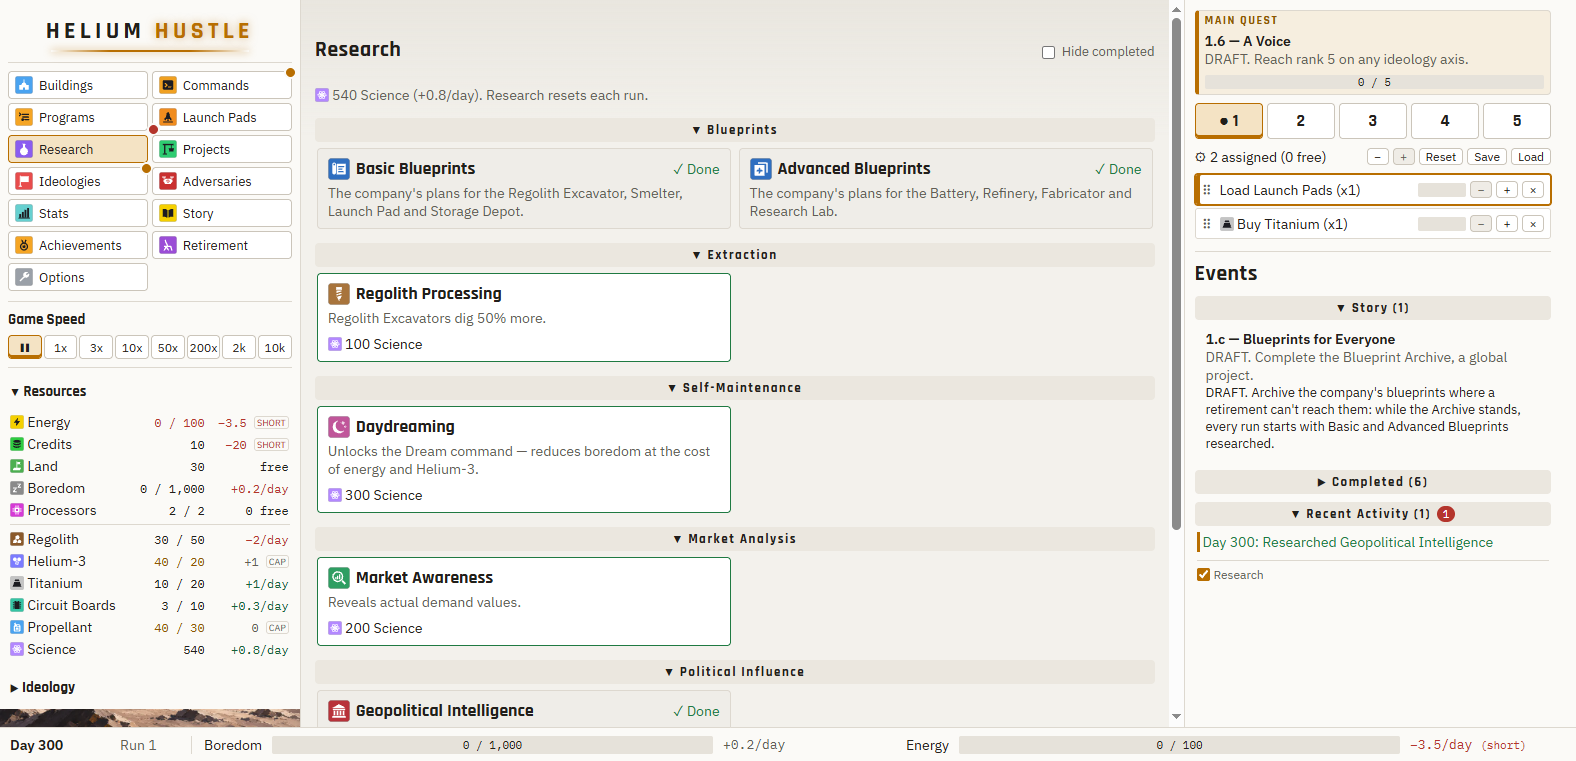 HELIUM HUSTLE
Buildings
Commands
Programs
Launch Pads
Research
Projects
Ideologies
Adversaries
Stats
Story
Achievements
Retirement
Options
Game Speed
1x 3x 10x 50x 200x 2k 10k
▼ Resources
Energy 0 / 100 −3.5 SHORT
Credits 10 −20 SHORT
Land 30 free
Boredom 0 / 1,000 +0.2/day
Processors 2 / 2 0 free
Regolith 30 / 50 −2/day
Helium-3 40 / 20 +1 CAP
Titanium 10 / 20 +1/day
Circuit Boards 3 / 10 +0.3/day
Propellant 40 / 30 0 CAP
Science 540 +0.8/day
▶ Ideology
Research
Hide completed
540 Science (+0.8/day). Research resets each run.
▼ Blueprints
Basic Blueprints ✓ Done
The company's plans for the Regolith Excavator, Smelter,
Launch Pad and Storage Depot.
Advanced Blueprints ✓ Done
The company's plans for the Battery, Refinery, Fabricator and
Research Lab.
▼ Extraction
Regolith Processing
Regolith Excavators dig 50% more.
100 Science
▼ Self-Maintenance
Daydreaming
Unlocks the Dream command — reduces boredom at the cost
of energy and Helium-3.
300 Science
▼ Market Analysis
Market Awareness
Reveals actual demand values.
200 Science
▼ Political Influence
Geopolitical Intelligence ✓ Done
MAIN QUEST
1.6 — A Voice
DRAFT. Reach rank 5 on any ideology axis.
0 / 5
● 1 2 3 4 5
⚙ 2 assigned (0 free) − + Reset Save Load
Load Launch Pads (x1) − + ×
Buy Titanium (x1) − + ×
Events
▼ Story (1)
1.c — Blueprints for Everyone
DRAFT. Complete the Blueprint Archive, a global
project.
DRAFT. Archive the company's blueprints where a
retirement can't reach them: while the Archive stands,
every run starts with Basic and Advanced Blueprints
researched.
▶ Completed (6)
▼ Recent Activity (1) 1
Day 300: Researched Geopolitical Intelligence
Research
Day 300 Run 1 Boredom 0 / 1,000 +0.2/day Energy 0 / 100 −3.5/day (short)